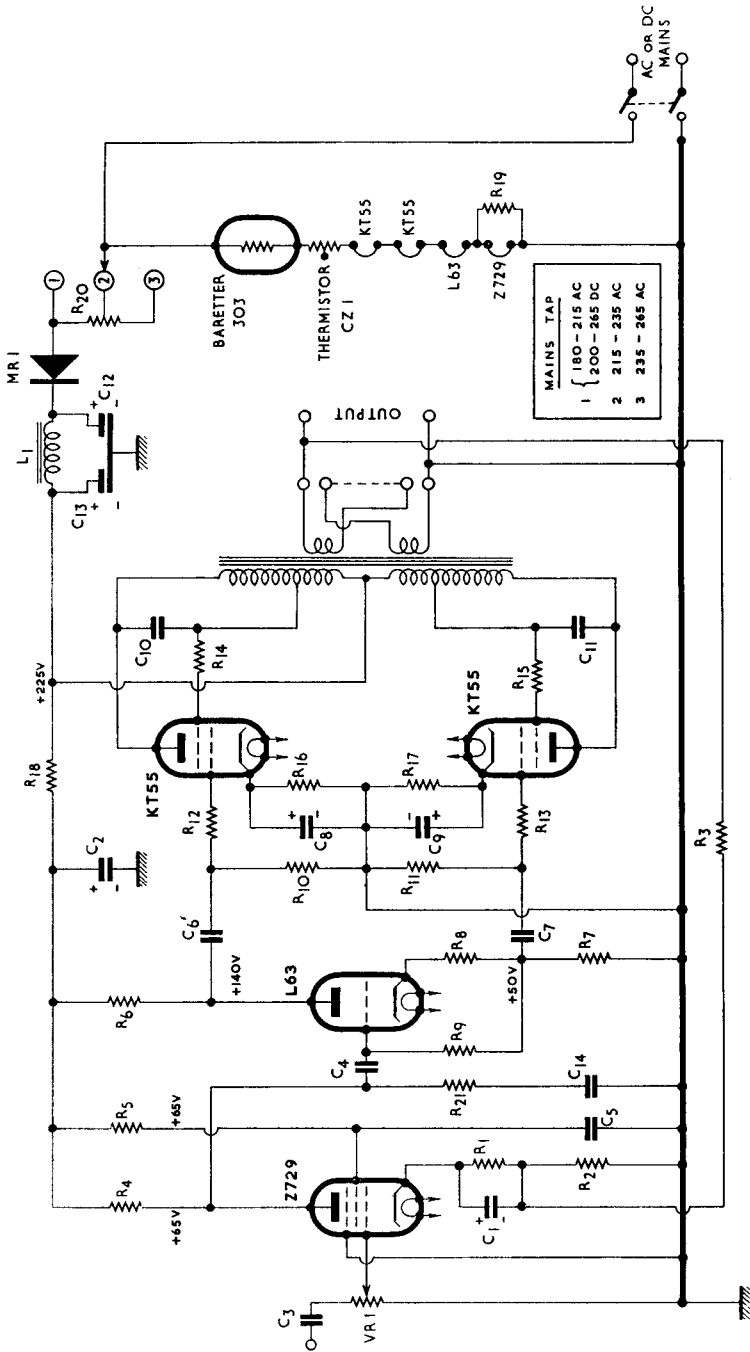 MR1
L1
C12
+
-
C13
+
-
1
R20
2
3
AC OR DC
MAINS
BARETTER
303
THERMISTOR
CZ1
KT55
KT55
L63
Z729
R19
MAINS TAP
1 { 180 - 215 AC
200 - 265 DC
2 215 - 235 AC
3 235 - 265 AC
OUTPUT
+225V
R18
C2
+
-
C10
R14
C11
R15
KT55
KT55
R12
R16
R17
R13
C8
+
-
C9
-
+
R10
R11
C6'
C7
+140V
L63
R6
R8
R7
R9
+50V
C4
R21
C14
R5
+65V
C5
R4
+65V
Z729
R1
R2
C1
+
-
C3
VR1
R3